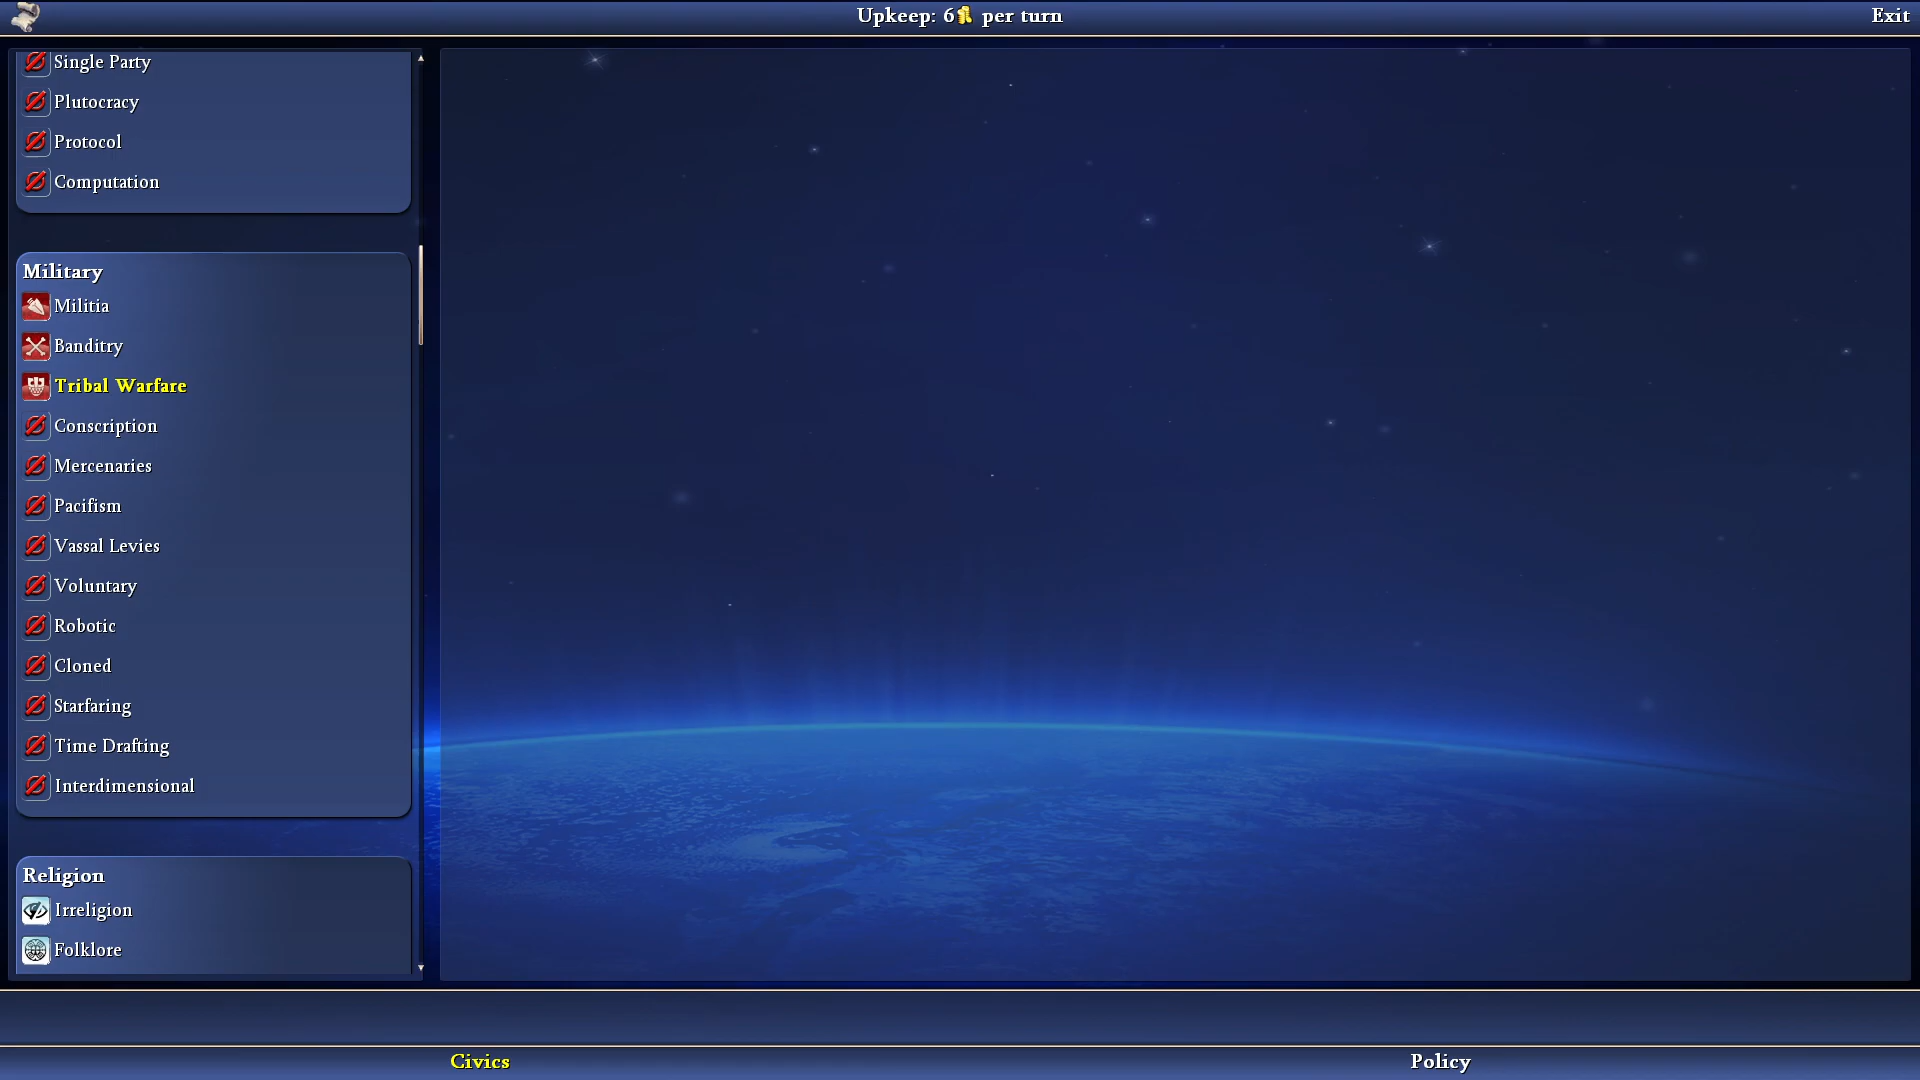 Upkeep: 6 per turn
Exit
Single Party
Plutocracy
Protocol
Computation
Military
Militia
Banditry
Tribal Warfare
Conscription
Mercenaries
Pacifism
Vassal Levies
Voluntary
Robotic
Cloned
Starfaring
Time Drafting
Interdimensional
Religion
Irreligion
Folklore
Civics
Policy